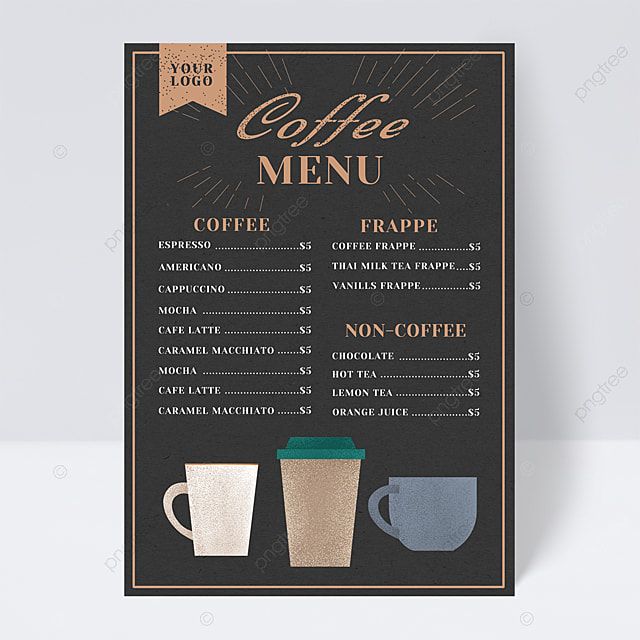 YOUR
LOGO
Coffee
MENU
COFFEE
ESPRESSO ........................$5
AMERICANO ......................$5
CAPPUCCINO .....................$5
MOCHA ............................$5
CAFE LATTE ......................$5
CARAMEL MACCHIATO .......$5
MOCHA ............................$5
CAFE LATTE ......................$5
CARAMEL MACCHIATO ......$5
FRAPPE
COFFEE FRAPPE .............$5
THAI MILK TEA FRAPPE...$5
VANILLS FRAPPE............$5
NON-COFFEE
CHOCOLATE ..................$5
HOT TEA .......................$5
LEMON TEA ...................$5
ORANGE JUICE ..............$5
pngtree